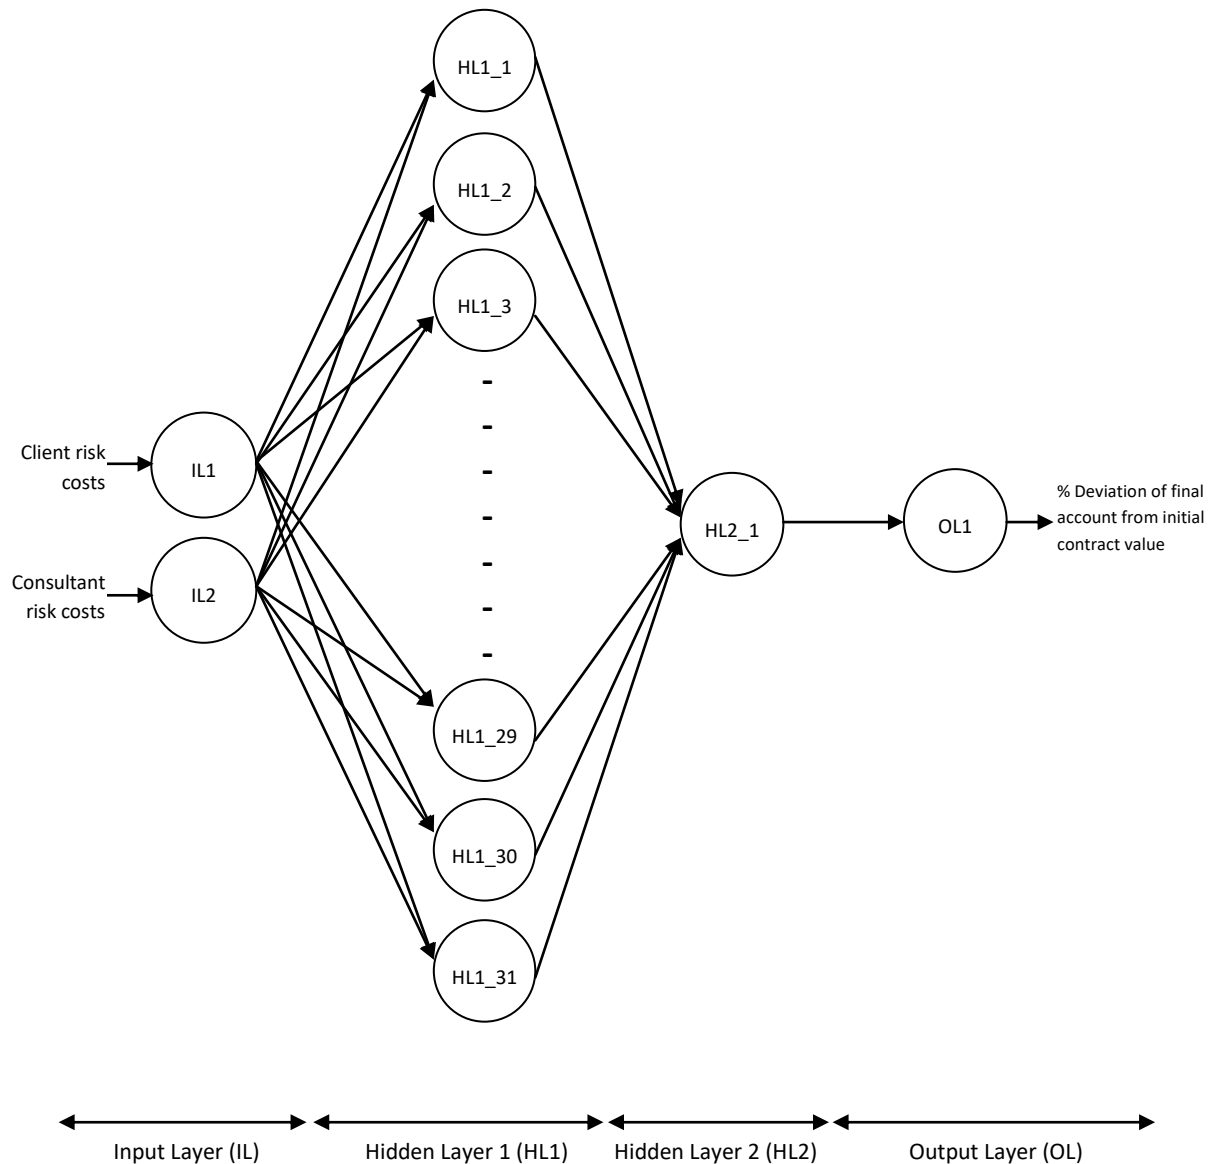 HL1_1
HL1_2
HL1_3
-
-
-
-
-
-
-
Client risk
costs
IL1
Consultant
risk costs
IL2
HL2_1
OL1
% Deviation of final
account from initial
contract value
HL1_29
HL1_30
HL1_31
Input Layer (IL)
Hidden Layer 1 (HL1)
Hidden Layer 2 (HL2)
Output Layer (OL)